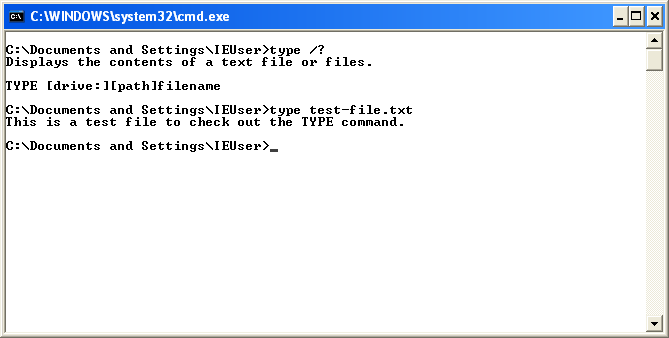 C:\WINDOWS\system32\cmd.exe
C:\Documents and Settings\IEUser>type /?
Displays the contents of a text file or files.
TYPE [drive:][path]filename
C:\Documents and Settings\IEUser>type test-file.txt
This is a test file to check out the TYPE command.
C:\Documents and Settings\IEUser>_